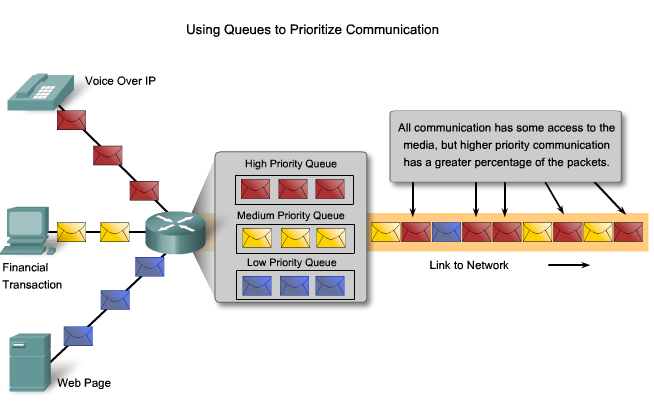 Using Queues to Prioritize Communication
Voice Over IP
All communication has some access to the
media, but higher priority communication
has a greater percentage of the packets.
High Priority Queue
Medium Priority Queue
Low Priority Queue
Link to Network
Financial
Transaction
Web Page